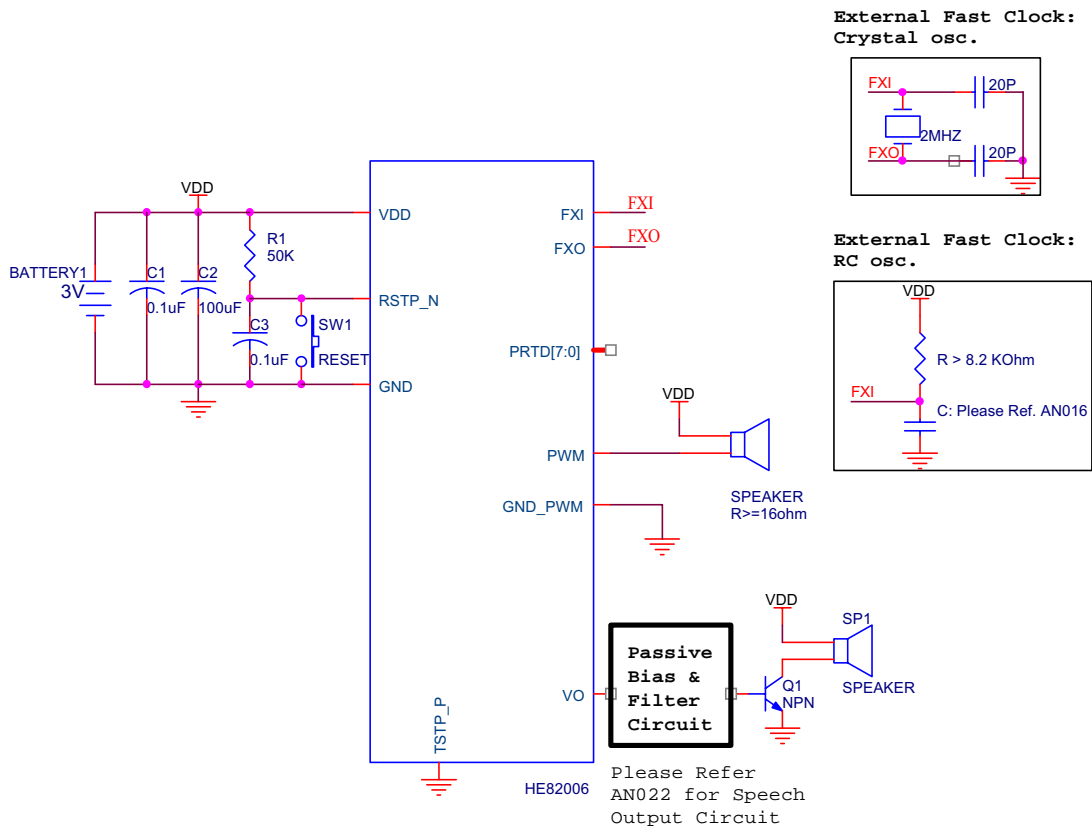 External Fast Clock:
Crystal osc.
FXI
20P
2MHZ
FXO
20P
VDD
VDD
FXI
FXI
FXO
FXO
R1
50K
BATTERY1
3V
C1
0.1uF
C2
100uF
RSTP_N
C3
0.1uF
SW1
RESET
GND
PRTD[7:0]
External Fast Clock:
RC osc.
VDD
R > 8.2 KOhm
FXI
C: Please Ref. AN016
VDD
PWM
SPEAKER
R>=16ohm
GND_PWM
VDD
SP1
SPEAKER
Passive
Bias &
Filter
Circuit
VO
Q1
NPN
TSTP_P
HE82006
Please Refer
AN022 for Speech
Output Circuit